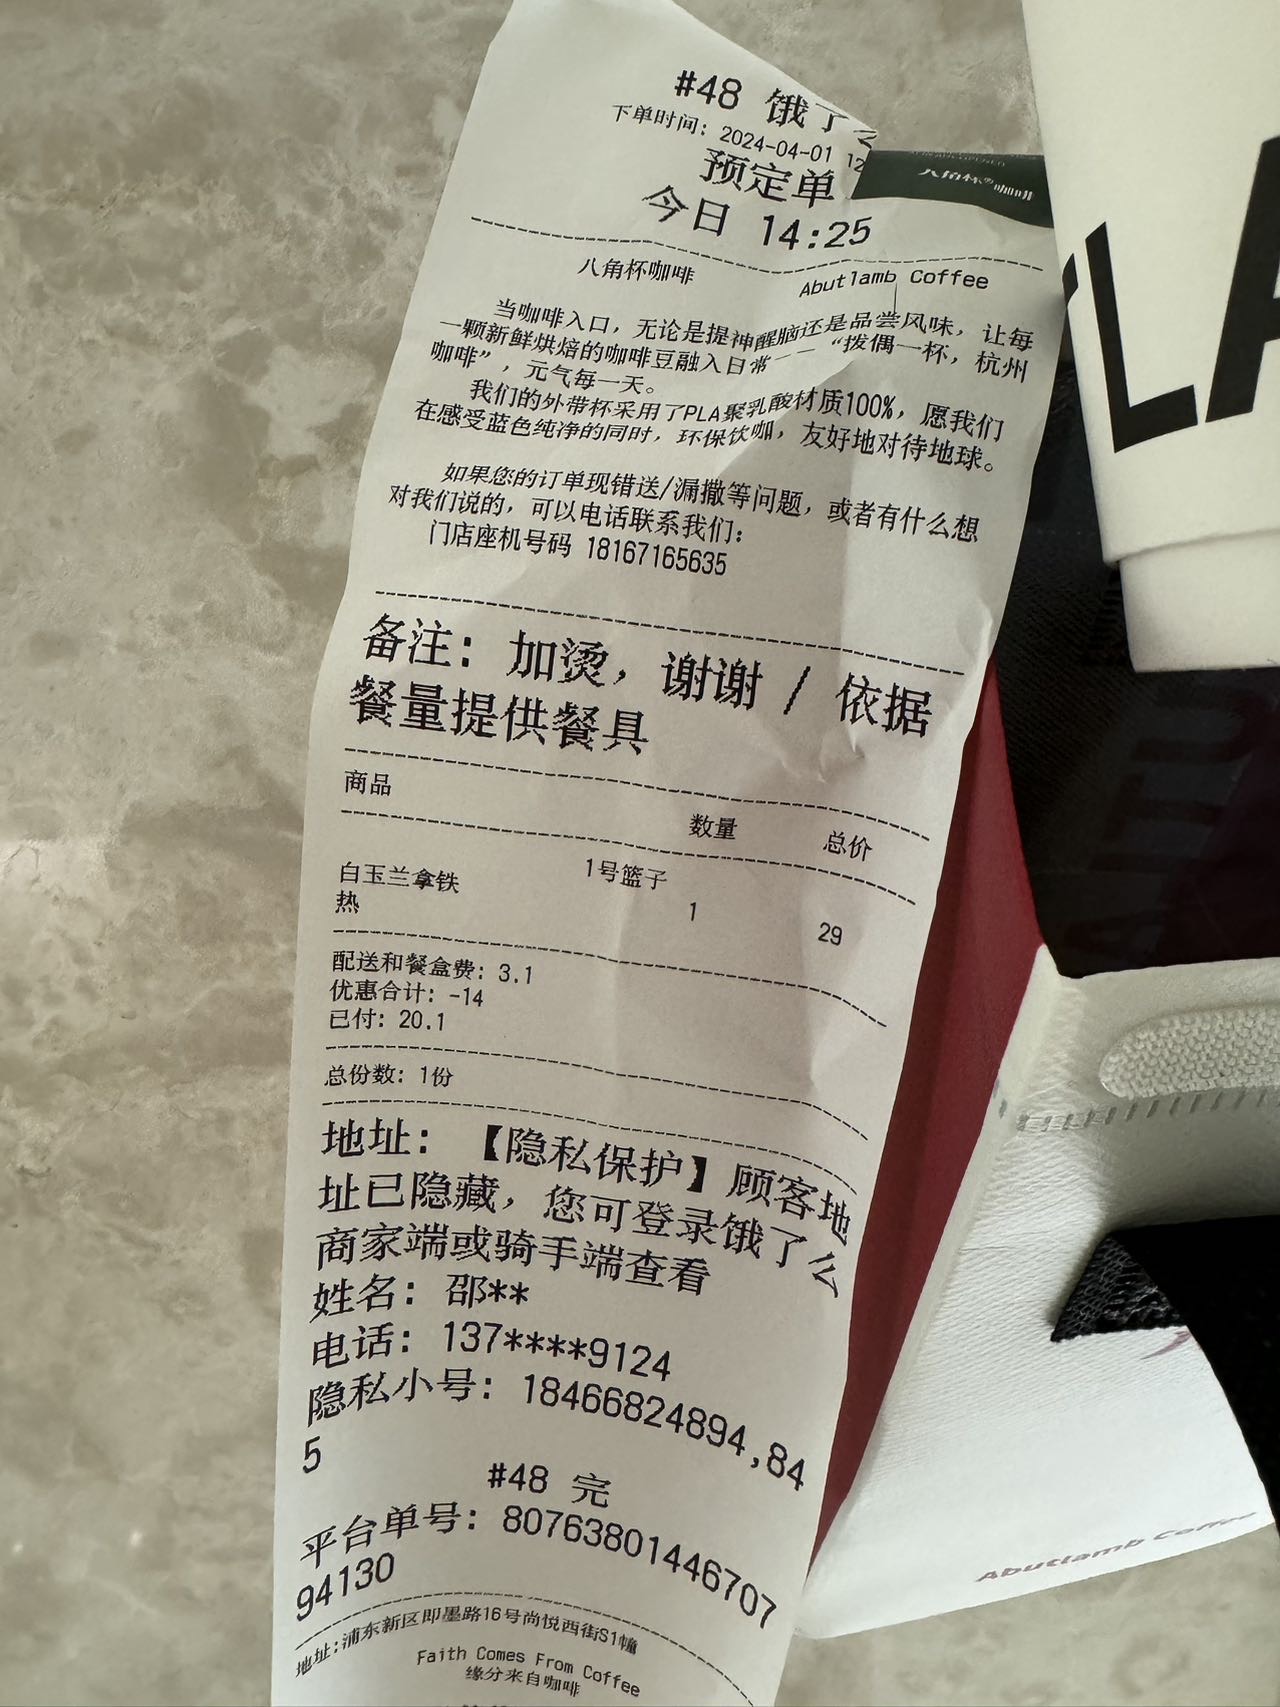 #48 饿了
下单时间: 2024-04-01 12
预定单
今日 14:25
八角杯®咖啡
八角杯咖啡 Abutlamb Coffee
当咖啡入口，无论是提神醒脑还是品尝风味，让每
一颗新鲜烘焙的咖啡豆融入日常——“拨偶一杯，杭州
咖啡”，元气每一天。
我们的外带杯采用了PLA聚乳酸材质100%，愿我们
在感受蓝色纯净的同时，环保饮咖，友好地对待地球。
如果您的订单现错送/漏撒等问题，或者有什么想
对我们说的，可以电话联系我们：
门店座机号码 18167165635
备注：加烫，谢谢 / 依据
餐量提供餐具
商品 数量 总价
1号篮子
白玉兰拿铁
热 1 29
配送和餐盒费: 3.1
优惠合计: -14
已付: 20.1
总份数: 1份
地址：【隐私保护】顾客地
址已隐藏，您可登录饿了么
商家端或骑手端查看
姓名：邵**
电话：137****9124
隐私小号：18466824894,84
5
#48 完
平台单号：80763801446707
94130
地址:浦东新区即墨路16号尚悦西街S1幢
Faith Comes From Coffee
缘分来自咖啡
LA
Abutlamb Coffee